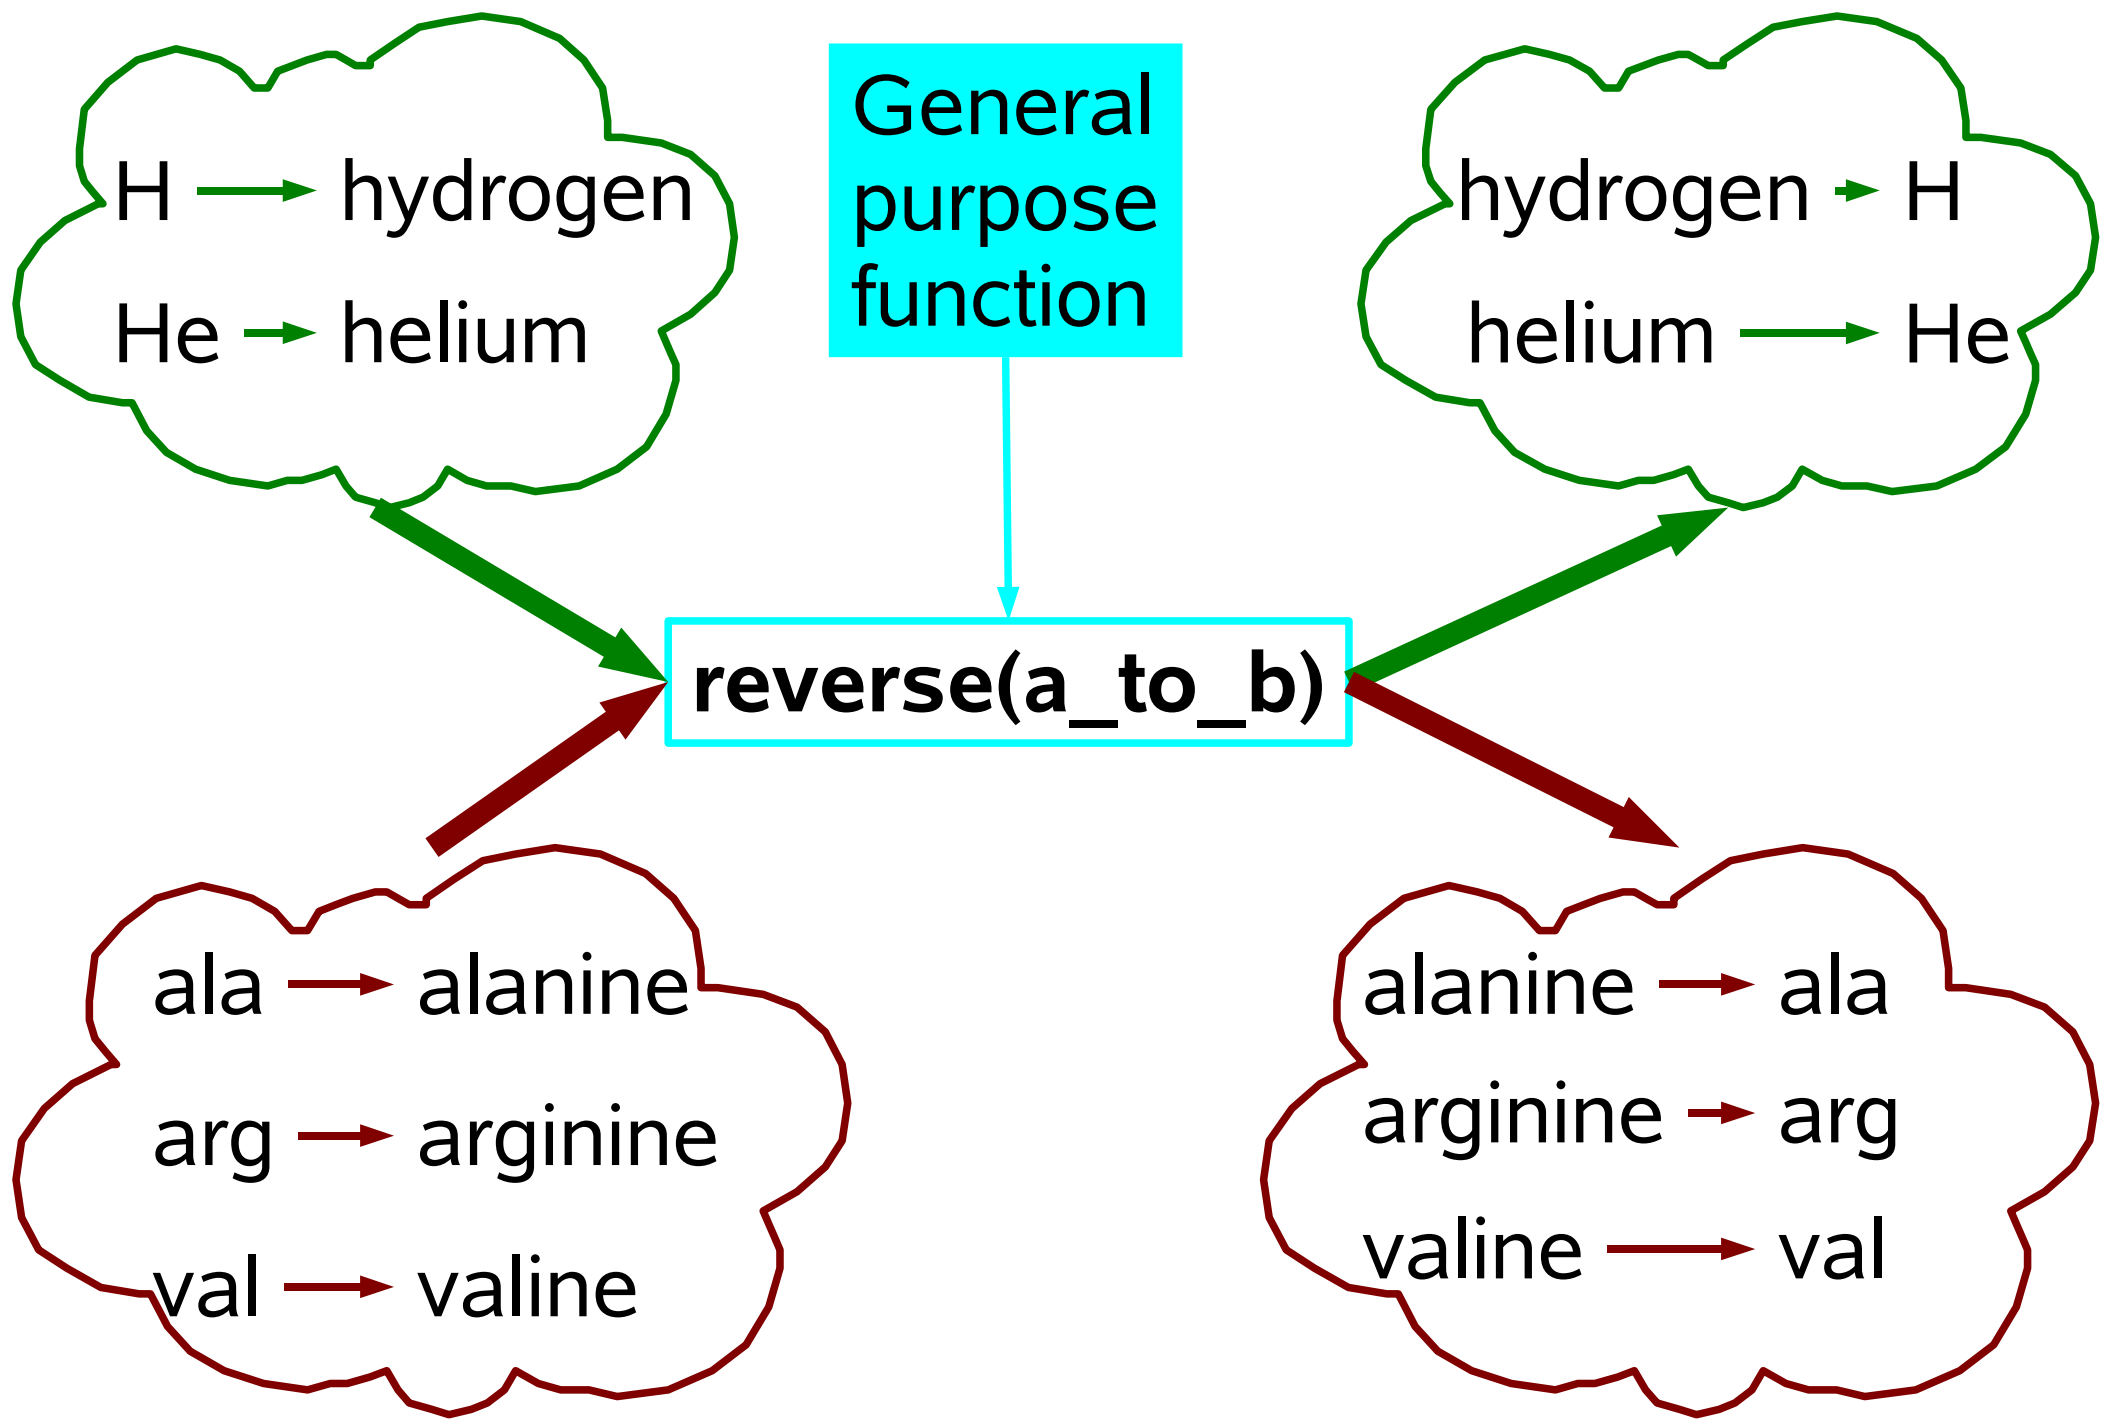 H hydrogen
He helium
General
purpose
function
hydrogen H
helium He
reverse(a_to_b)
ala alanine
arg arginine
val valine
alanine ala
arginine arg
valine val